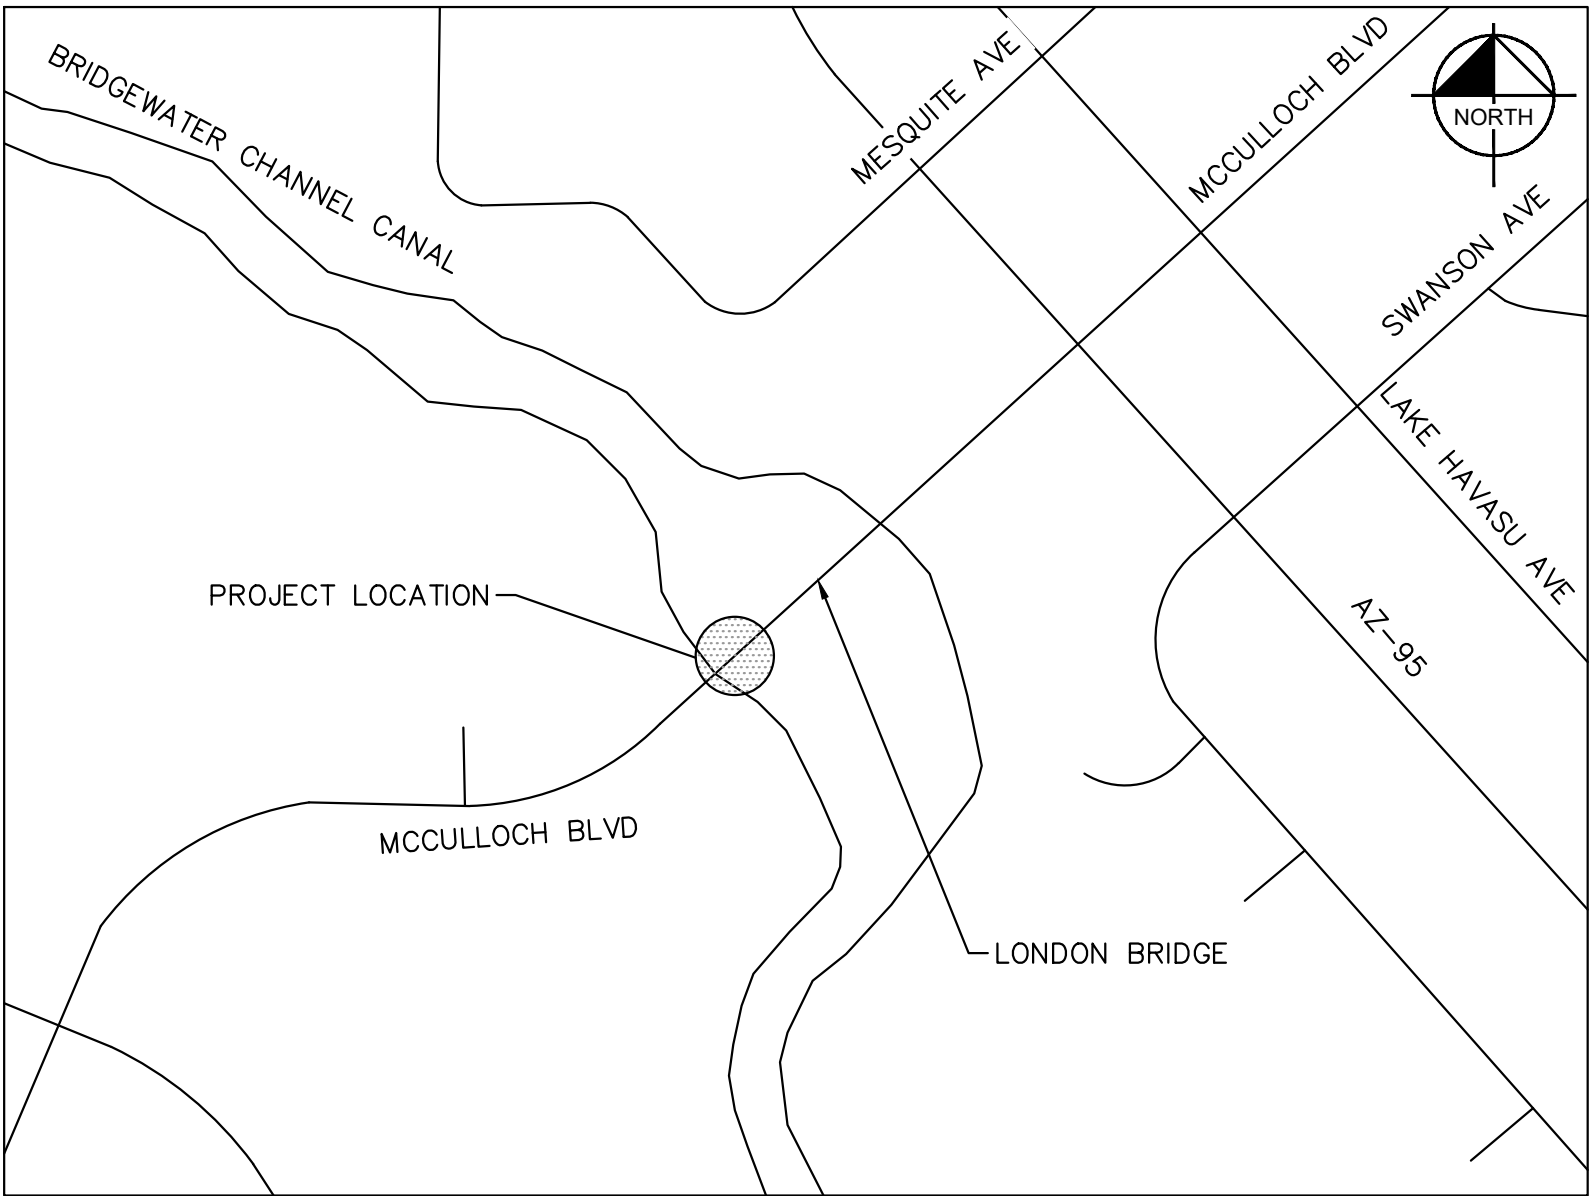 BRIDGEWATER CHANNEL CANAL
MESQUITE AVE
MCCULLOCH BLVD
NORTH
SWANSON AVE
LAKE HAVASU AVE
AZ-95
PROJECT LOCATION
MCCULLOCH BLVD
LONDON BRIDGE